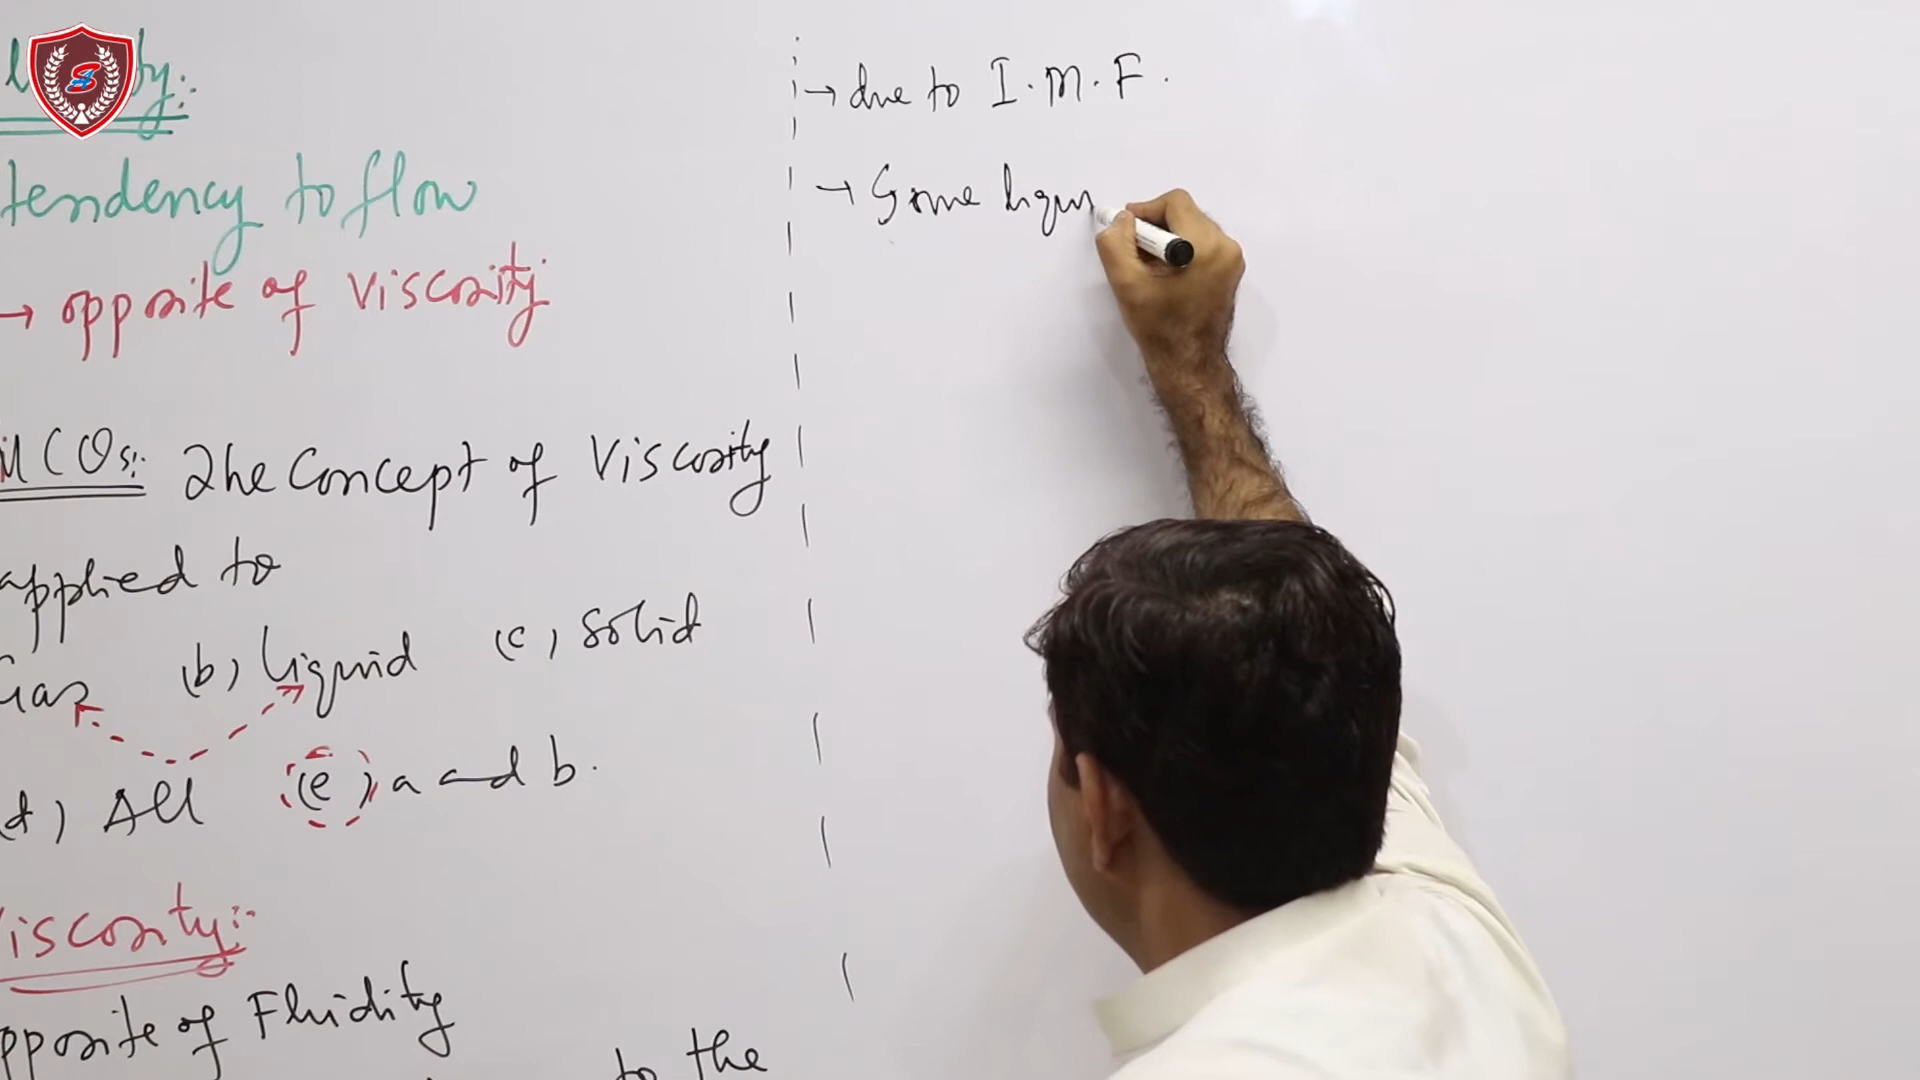 tendency to flow
→ opposite of viscosity
MCQs:- The Concept of Viscosity
applied to
Gas (b) Liquid (c) Solid
(d) All (e) a and b.
Viscosity:-
opposite of Fluidity
to the
→ due to I.M.F.
→ Some liqui